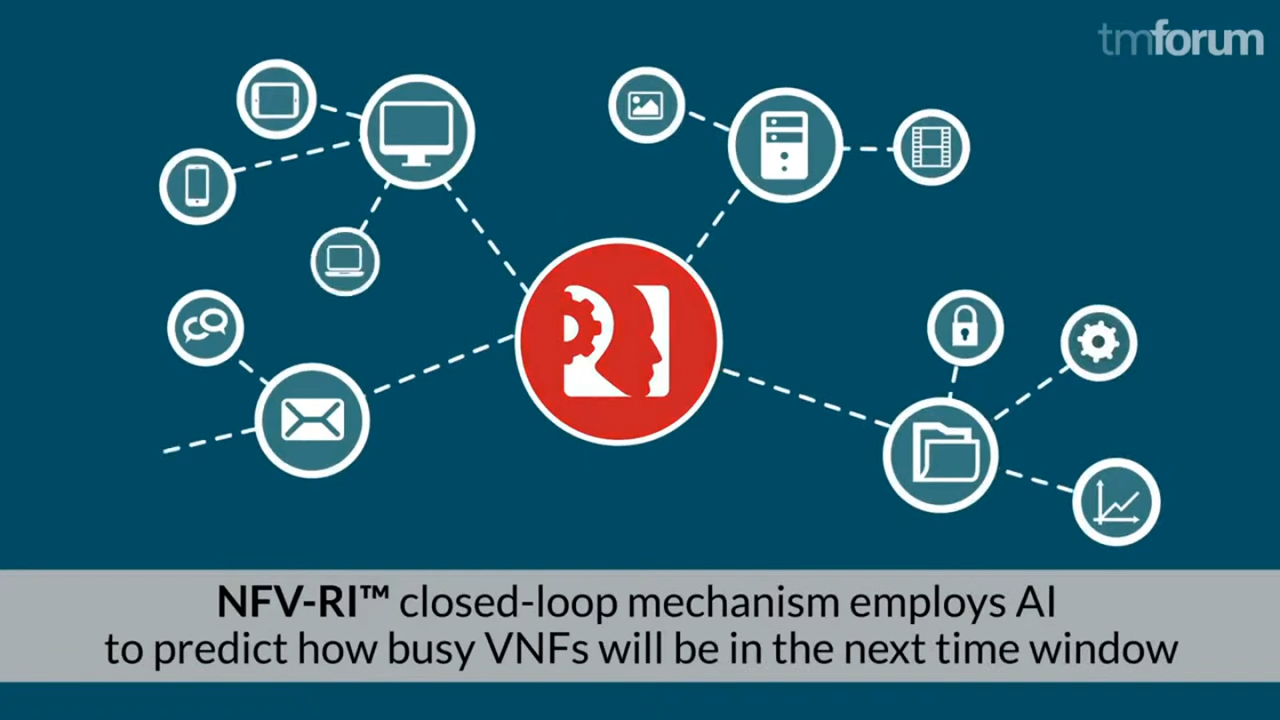 tmforum
NFV-RI™ closed-loop mechanism employs AI
to predict how busy VNFs will be in the next time window